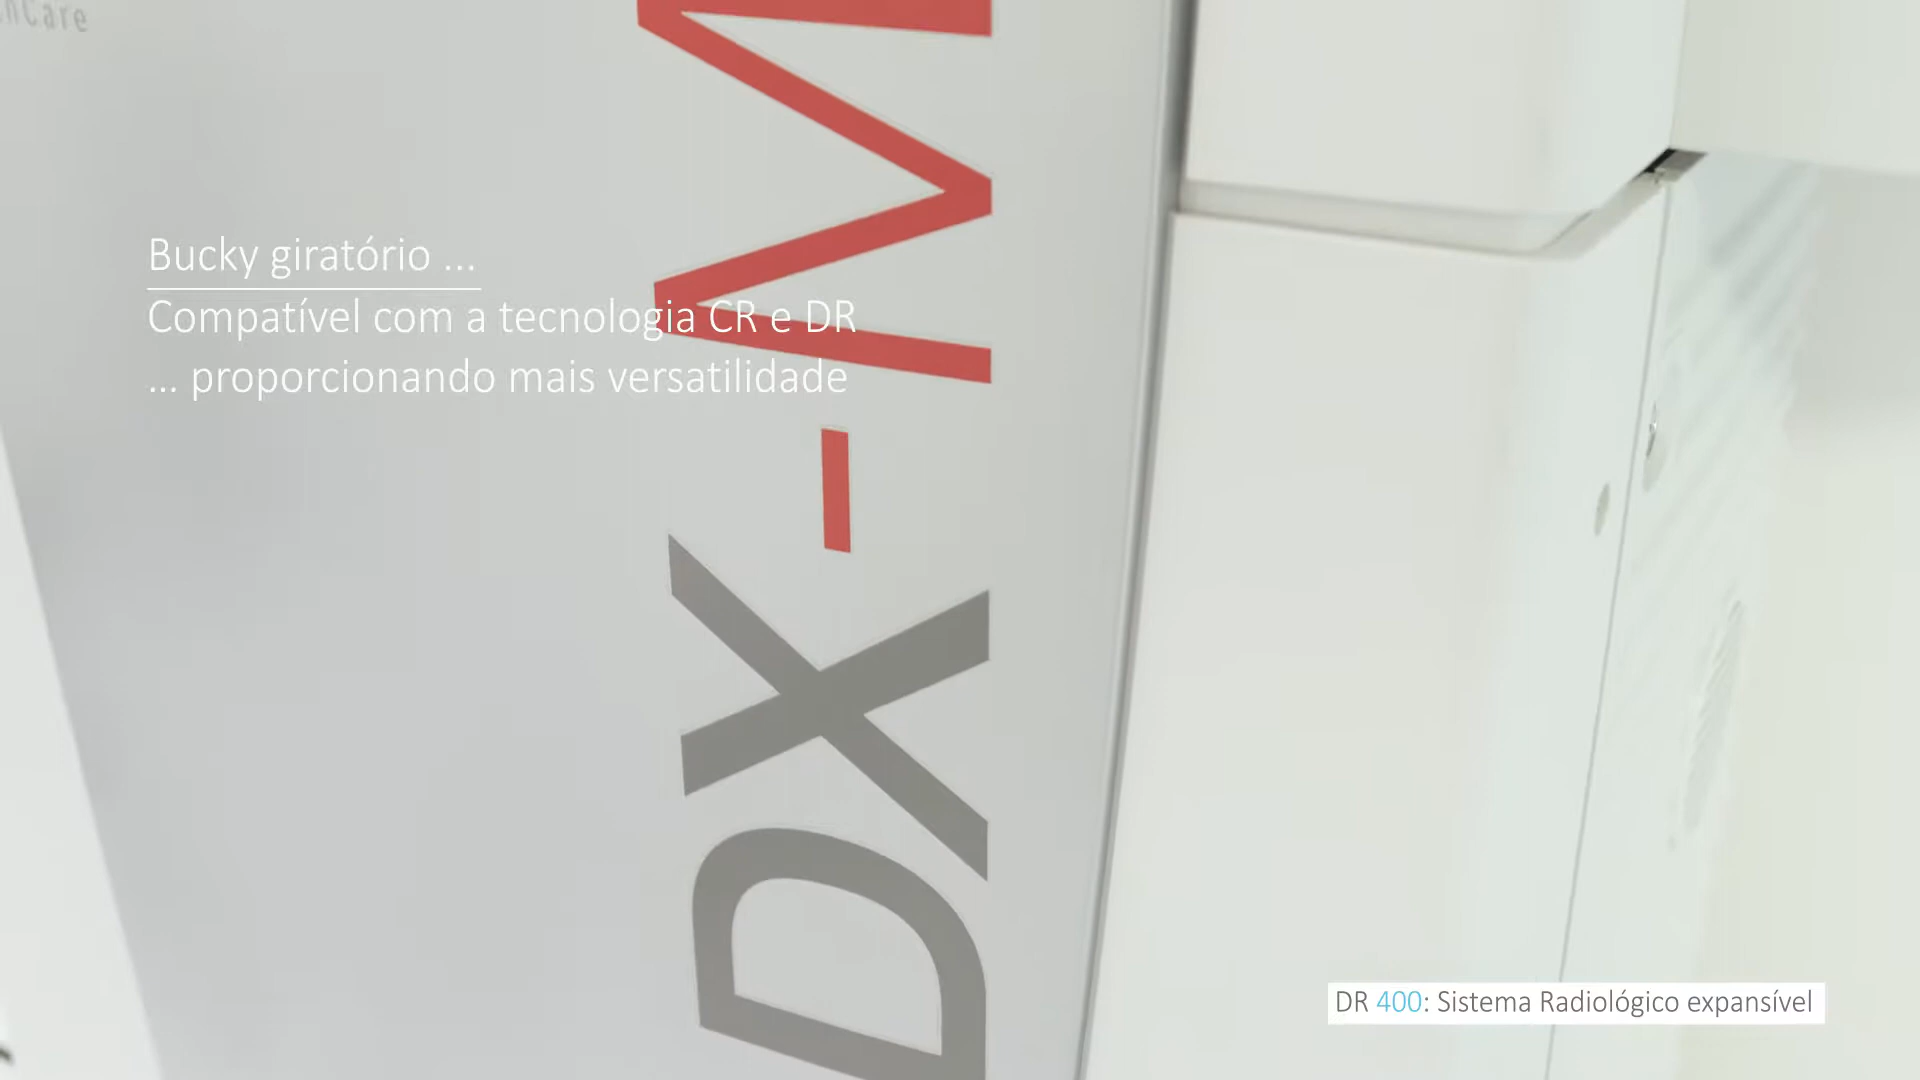 Bucky giratório ...
Compatível com a tecnologia CR e DR
... proporcionando mais versatilidade
DX-M
DR 400: Sistema Radiológico expansível